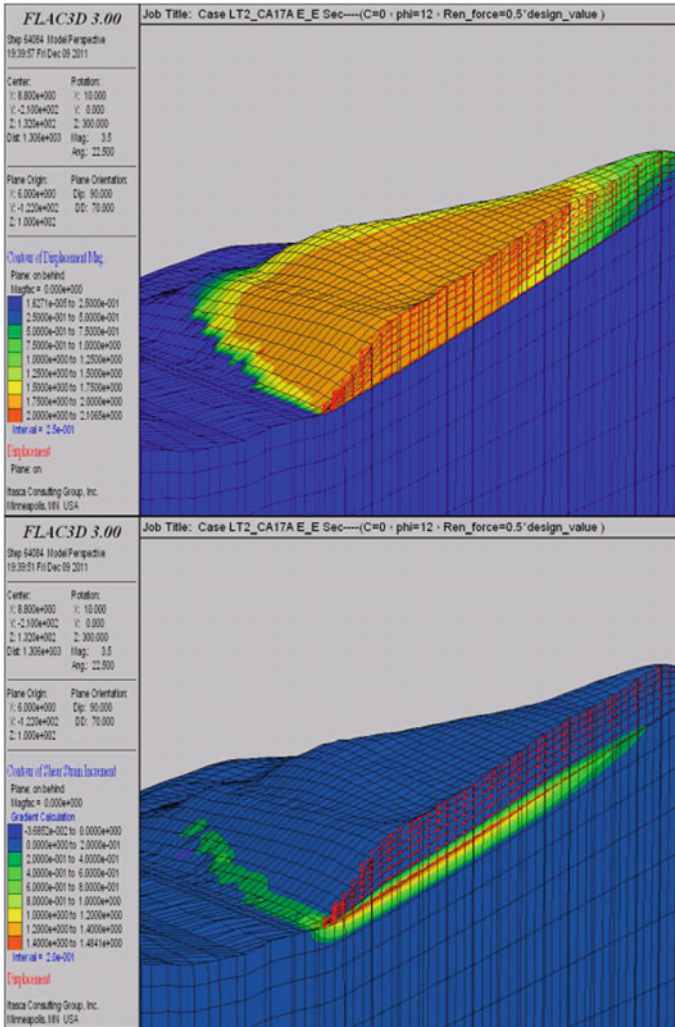 FLAC3D 3.00
Job Title: Case LT2_CA17A E_E Sec----(C=0 , phi=12 , Ren_force=0.5*design_value )
Step 64084 Model Perspective
19:39:57 Fri Dec 09 2011
Center: Rotation:
X: 8.800e+000 X: 10.000
Y: -2.100e+002 Y: 0.000
Z: 1.320e+002 Z: 300.000
Dist: 1.306e+003 Mag.: 3.5
Ang.: 22.500
Plane Origin: Plane Orientation:
X: 6.000e+000 Dip: 90.000
Y: -1.220e+002 DD: 70.000
Z: 1.000e+002
Contour of Displacement Mag.
Plane: on behind
Magfac = 0.000e+000
1.6271e-005 to 2.5000e-001
2.5000e-001 to 5.0000e-001
5.0000e-001 to 7.5000e-001
7.5000e-001 to 1.0000e+000
1.0000e+000 to 1.2500e+000
1.2500e+000 to 1.5000e+000
1.5000e+000 to 1.7500e+000
1.7500e+000 to 2.0000e+000
2.0000e+000 to 2.1065e+000
Interval = 2.5e-001
Displacement
Plane: on
Itasca Consulting Group, Inc.
Minneapolis, MN USA
FLAC3D 3.00
Job Title: Case LT2_CA17A E_E Sec----(C=0 , phi=12 , Ren_force=0.5*design_value )
Step 64084 Model Perspective
19:39:51 Fri Dec 09 2011
Center: Rotation:
X: 8.800e+000 X: 10.000
Y: -2.100e+002 Y: 0.000
Z: 1.320e+002 Z: 300.000
Dist: 1.306e+003 Mag.: 3.5
Ang.: 22.500
Plane Origin: Plane Orientation:
X: 6.000e+000 Dip: 90.000
Y: -1.220e+002 DD: 70.000
Z: 1.000e+002
Contour of Shear Strain Increment
Plane: on behind
Magfac = 0.000e+000
Gradient Calculation
-3.6852e-002 to 0.0000e+000
0.0000e+000 to 2.0000e-001
2.0000e-001 to 4.0000e-001
4.0000e-001 to 6.0000e-001
6.0000e-001 to 8.0000e-001
8.0000e-001 to 1.0000e+000
1.0000e+000 to 1.2000e+000
1.2000e+000 to 1.4000e+000
1.4000e+000 to 1.4841e+000
Interval = 2.0e-001
Displacement
Itasca Consulting Group, Inc.
Minneapolis, MN USA